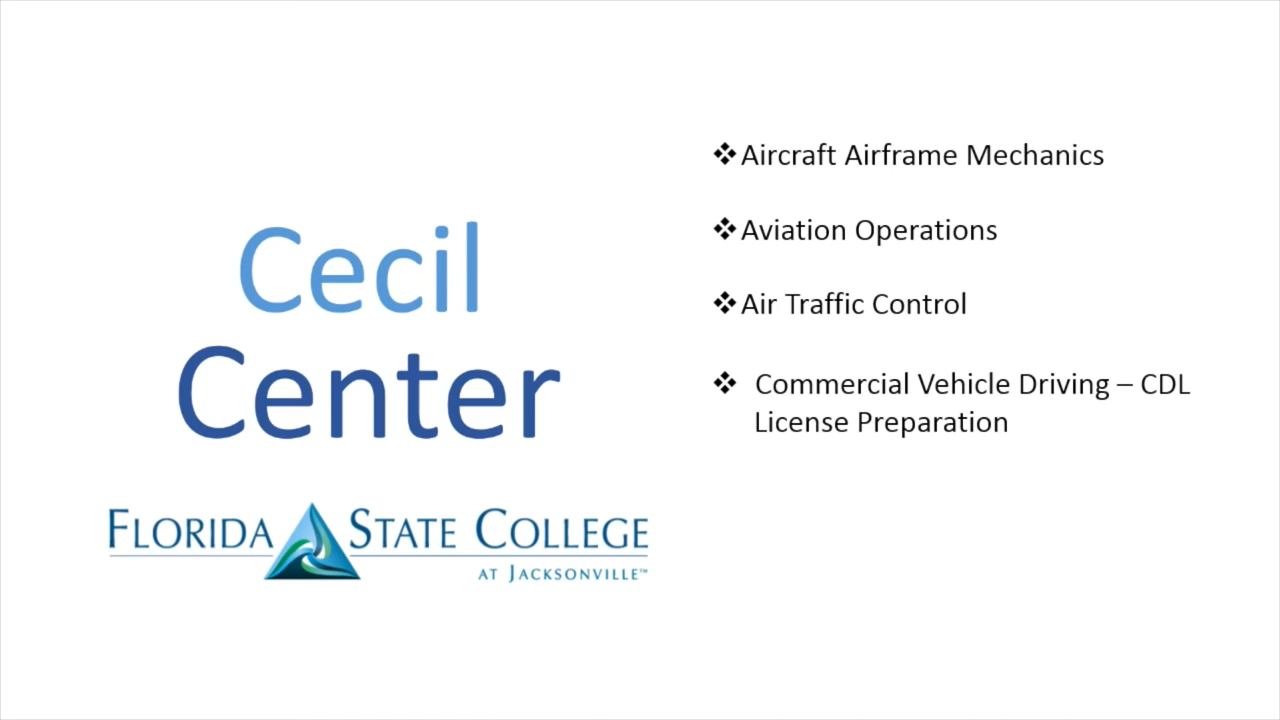 Cecil
Center
FLORIDA STATE COLLEGE
AT JACKSONVILLE™
❖Aircraft Airframe Mechanics
❖Aviation Operations
❖Air Traffic Control
❖ Commercial Vehicle Driving – CDL
License Preparation